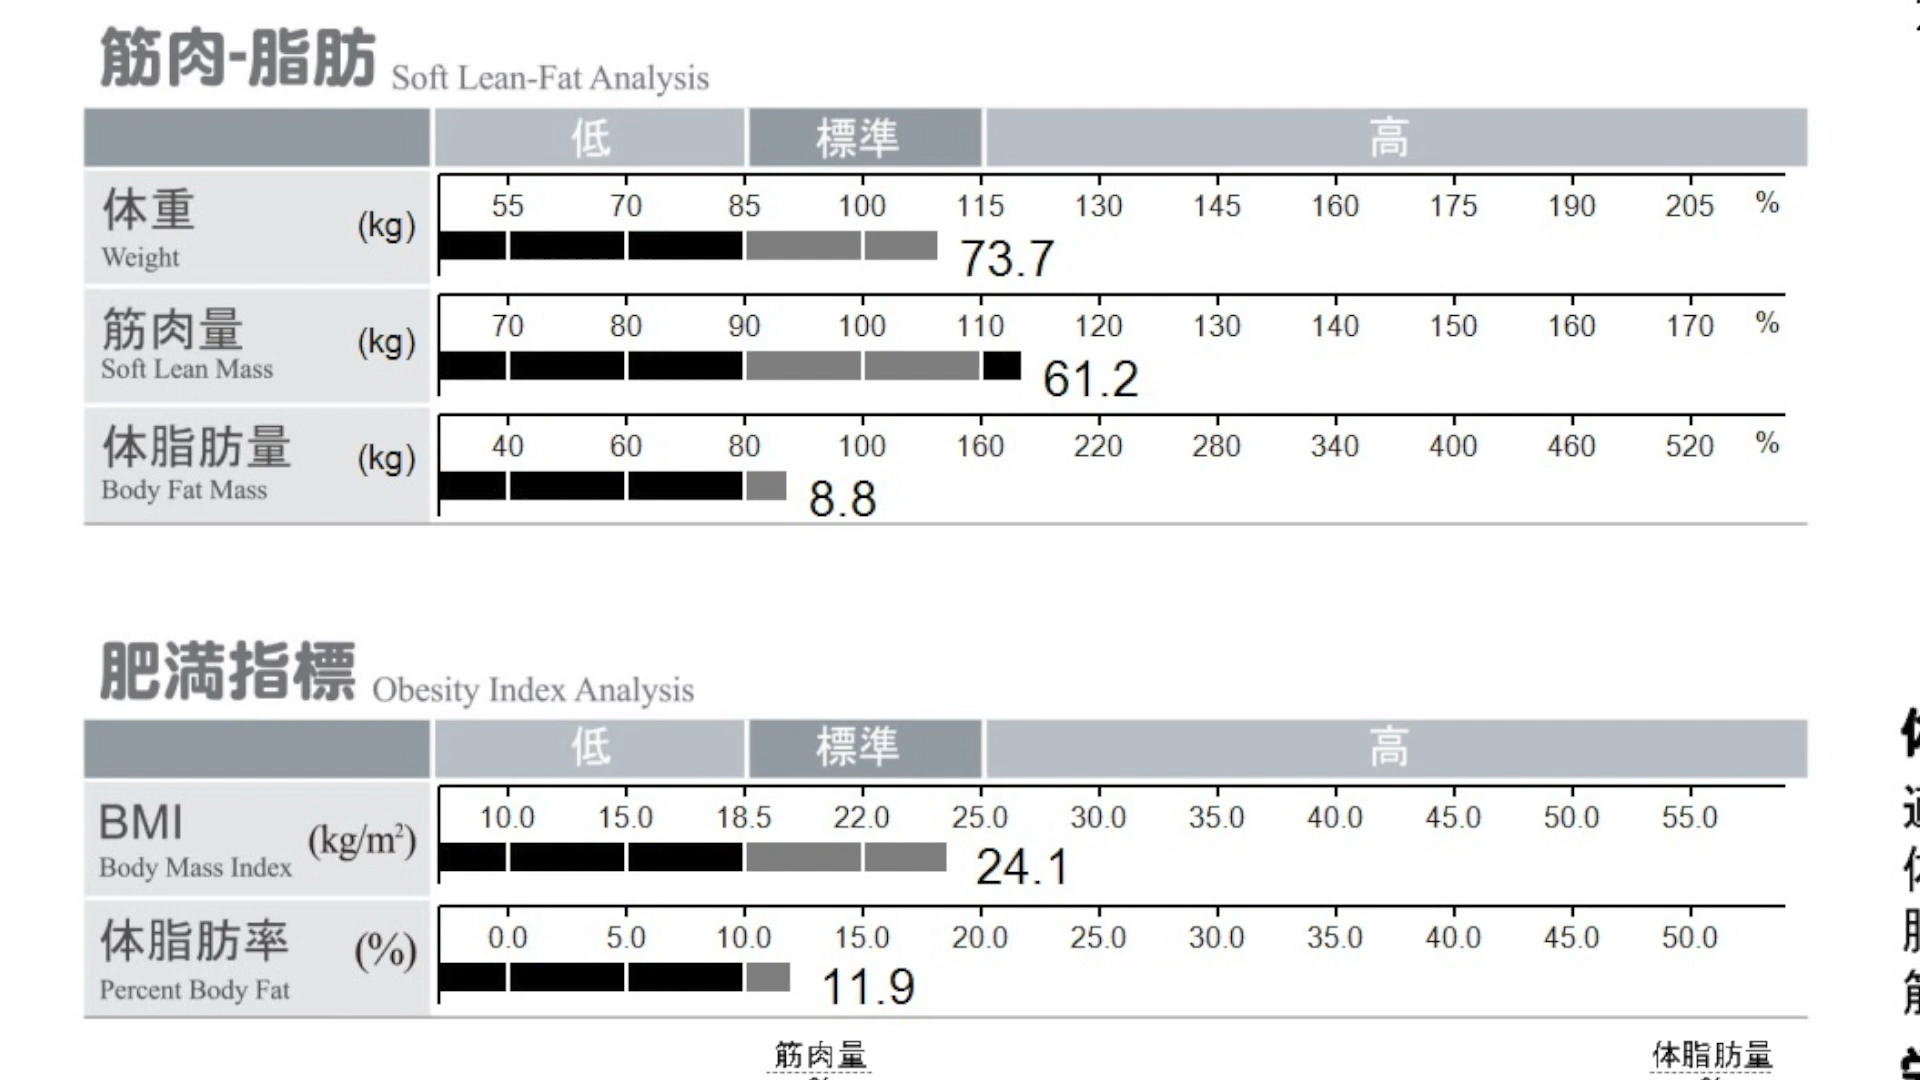 筋肉-脂肪 Soft Lean-Fat Analysis
低 標準 高
体重 (kg) 55 70 85 100 115 130 145 160 175 190 205 %
Weight 73.7
筋肉量 (kg) 70 80 90 100 110 120 130 140 150 160 170 %
Soft Lean Mass 61.2
体脂肪量 (kg) 40 60 80 100 160 220 280 340 400 460 520 %
Body Fat Mass 8.8
肥満指標 Obesity Index Analysis
低 標準 高
BMI (kg/m²) 10.0 15.0 18.5 22.0 25.0 30.0 35.0 40.0 45.0 50.0 55.0
Body Mass Index 24.1
体脂肪率 (%) 0.0 5.0 10.0 15.0 20.0 25.0 30.0 35.0 40.0 45.0 50.0
Percent Body Fat 11.9
筋肉量 体脂肪量